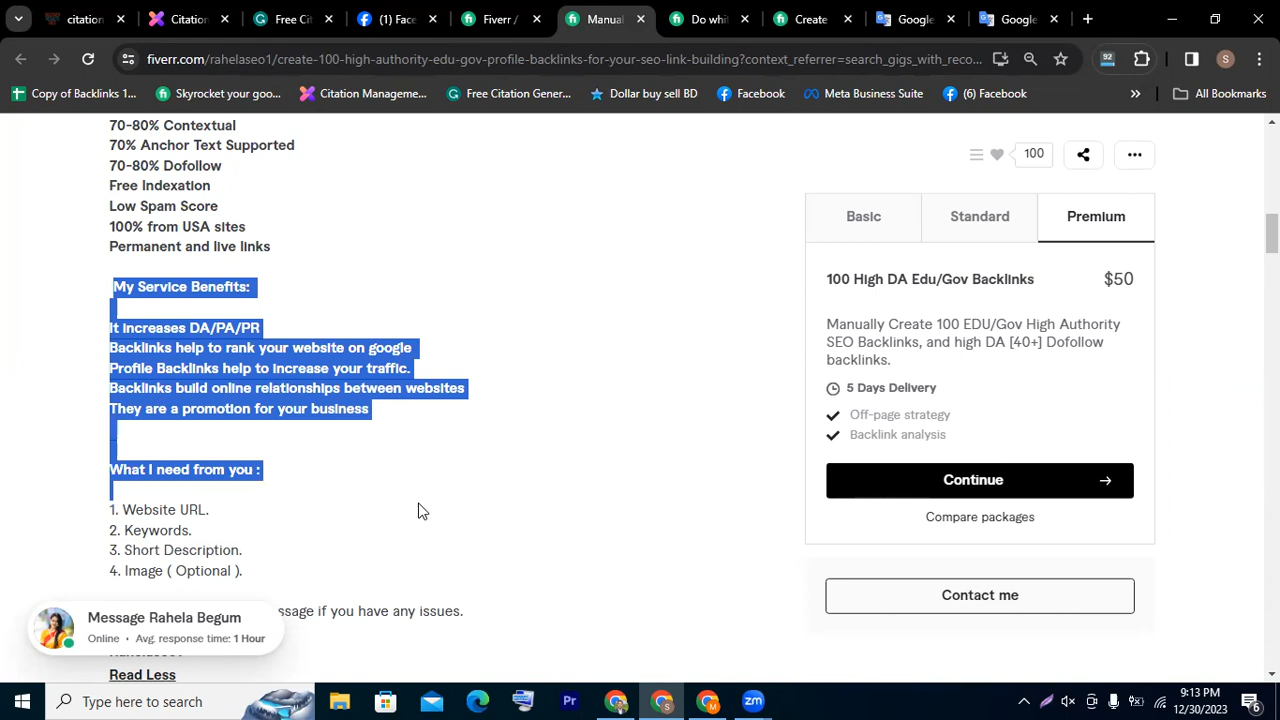 citation
Citation
Free Cit
(1) Face
Fiverr /
Manual
Do whit
Create
Google
Google
fiverr.com/rahelaseo1/create-100-high-authority-edu-gov-profile-backlinks-for-your-seo-link-building?context_referrer=search_gigs_with_reco...
92
S
Copy of Backlinks 1...
Skyrocket your goo...
Citation Manageme...
Free Citation Gener...
Dollar buy sell BD
Facebook
Meta Business Suite
(6) Facebook
All Bookmarks
70-80% Contextual
70% Anchor Text Supported
70-80% Dofollow
Free Indexation
Low Spam Score
100% from USA sites
Permanent and live links
My Service Benefits:
It increases DA/PA/PR
Backlinks help to rank your website on google
Profile Backlinks help to increase your traffic.
Backlinks build online relationships between websites
They are a promotion for your business
What I need from you :
1. Website URL.
2. Keywords.
3. Short Description.
4. Image ( Optional ).
ssage if you have any issues.
Message Rahela Begum
Online • Avg. response time: 1 Hour
Read Less
100
Basic
Standard
Premium
100 High DA Edu/Gov Backlinks
$50
Manually Create 100 EDU/Gov High Authority
SEO Backlinks, and high DA [40+] Dofollow
backlinks.
5 Days Delivery
Off-page strategy
Backlink analysis
Continue
Compare packages
Contact me
Type here to search
Pr
9:13 PM
12/30/2023
6